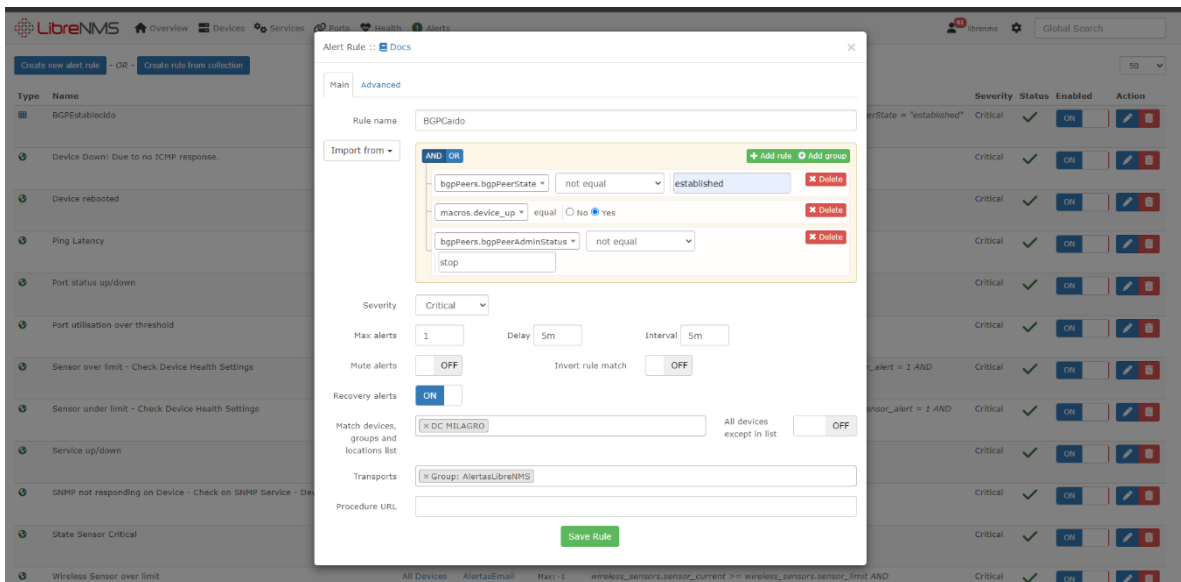 LibreNMS Overview Devices Services Ports Health Alerts 51 librenms Global Search
Alert Rule :: Docs ×
Create new alert rule - OR - Create rule from collection 50
Main Advanced
Type Name Severity Status Enabled Action
BGPEstablecido erState = "established" Critical ON
Rule name BGPCaido
Import from AND OR + Add rule Add group
Device Down! Due to no ICMP response. Critical ON
bgpPeers.bgpPeerState not equal established Delete
Device rebooted Critical ON
macros.device_up equal No Yes Delete
Ping Latency Critical ON
bgpPeers.bgpPeerAdminStatus not equal Delete
stop
Port status up/down Critical ON
Severity Critical
Port utilisation over threshold Critical ON
Max alerts 1 Delay 5m Interval 5m
Sensor over limit - Check Device Health Settings r_alert = 1 AND Critical ON
Mute alerts OFF Invert rule match OFF
Recovery alerts ON
Sensor under limit - Check Device Health Settings ensor_alert = 1 AND Critical ON
Match devices, groups and locations list × DC MILAGRO All devices except in list OFF
Service up/down Critical ON
Transports × Group: AlertasLibreNMS
SNMP not responding on Device - Check on SNMP Service - De Critical ON
Procedure URL
State Sensor Critical Critical ON
Save Rule
Wireless Sensor over limit All Devices AlertasEmail Max: -1 wireless_sensors.sensor_current >= wireless_sensors.sensor_limit AND Critical ON